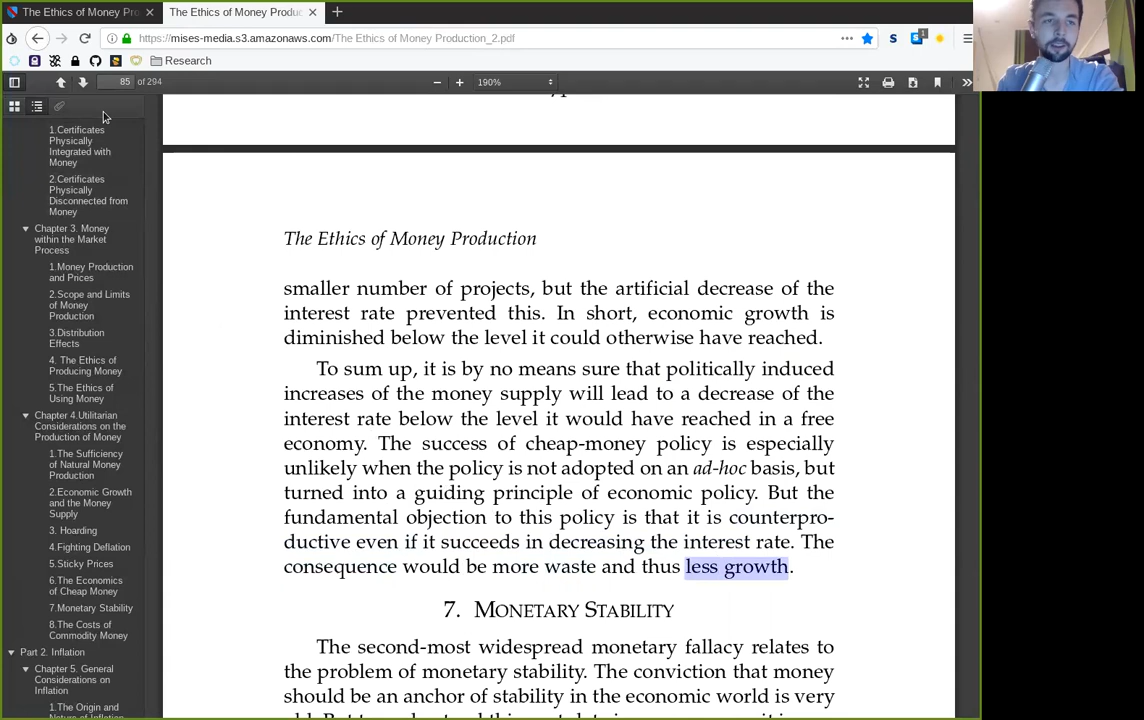 The Ethics of Money Pro
The Ethics of Money Produc
https://mises-media.s3.amazonaws.com/The Ethics of Money Production_2.pdf
Research
85 of 294
190%
1.Certificates
Physically
Integrated with
Money
2.Certificates
Physically
Disconnected from
Money
Chapter 3. Money
within the Market
Process
1.Money Production
and Prices
2.Scope and Limits
of Money
Production
3.Distribution
Effects
4. The Ethics of
Producing Money
5.The Ethics of
Using Money
Chapter 4.Utilitarian
Considerations on the
Production of Money
1.The Sufficiency
of Natural Money
Production
2.Economic Growth
and the Money
Supply
3. Hoarding
4.Fighting Deflation
5.Sticky Prices
6.The Economics
of Cheap Money
7.Monetary Stability
8.The Costs of
Commodity Money
Part 2. Inflation
Chapter 5. General
Considerations on
Inflation
1.The Origin and
Nature of Inflation
The Ethics of Money Production
smaller number of projects, but the artificial decrease of the
interest rate prevented this. In short, economic growth is
diminished below the level it could otherwise have reached.
To sum up, it is by no means sure that politically induced
increases of the money supply will lead to a decrease of the
interest rate below the level it would have reached in a free
economy. The success of cheap-money policy is especially
unlikely when the policy is not adopted on an ad-hoc basis, but
turned into a guiding principle of economic policy. But the
fundamental objection to this policy is that it is counterpro-
ductive even if it succeeds in decreasing the interest rate. The
consequence would be more waste and thus less growth.
7. MONETARY STABILITY
The second-most widespread monetary fallacy relates to
the problem of monetary stability. The conviction that money
should be an anchor of stability in the economic world is very